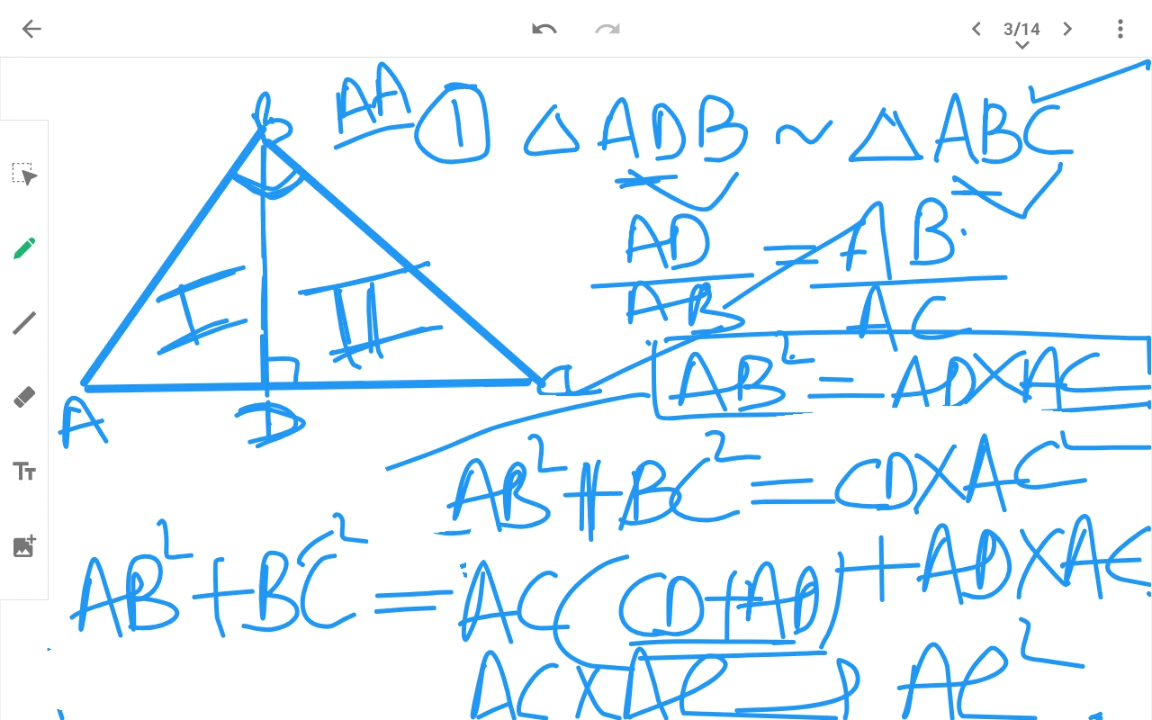 3/14
B
AA ① △ ADB ~ △ ABC
AD/AB = AB/AC
I II
A D C
AB² = AD×AC
AB² + BC² = CD×AC
+ AD×AC
AB² + BC² = AC(CD+AD)
AC×AC AC²
Tт